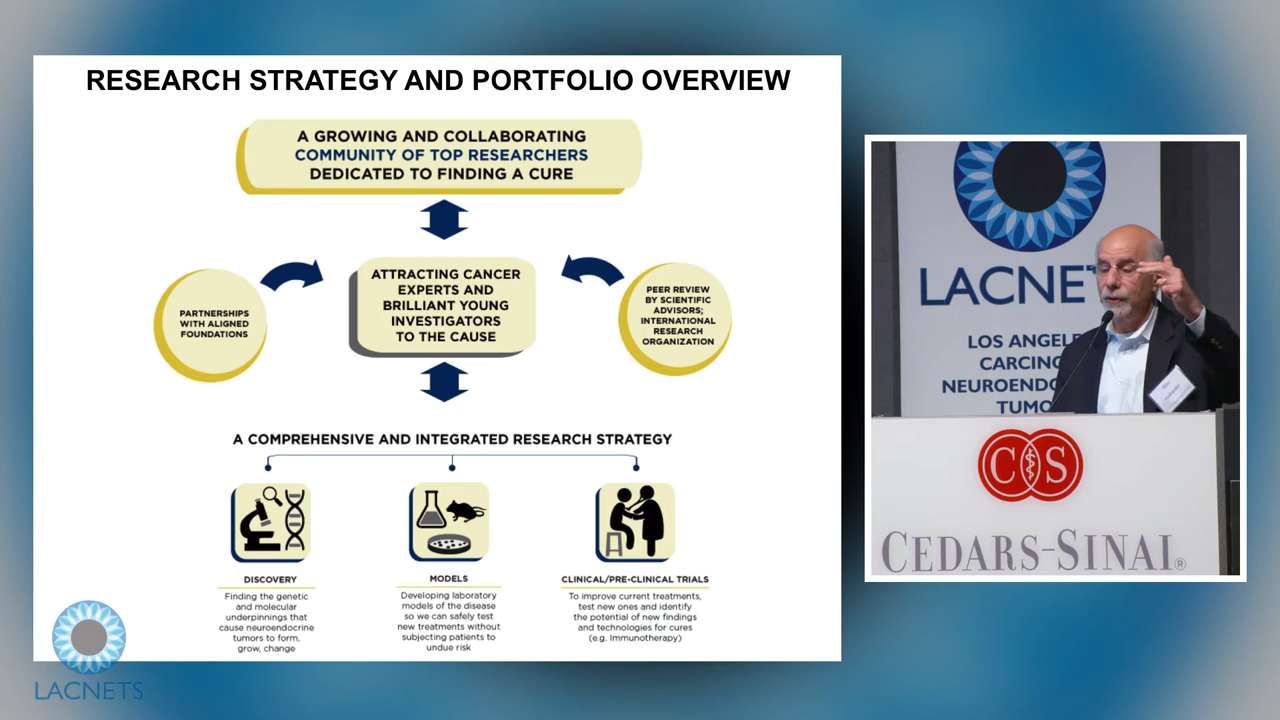 RESEARCH STRATEGY AND PORTFOLIO OVERVIEW
A GROWING AND COLLABORATING
COMMUNITY OF TOP RESEARCHERS
DEDICATED TO FINDING A CURE
PARTNERSHIPS
WITH ALIGNED
FOUNDATIONS
ATTRACTING CANCER
EXPERTS AND
BRILLIANT YOUNG
INVESTIGATORS
TO THE CAUSE
PEER REVIEW
BY SCIENTIFIC
ADVISORS;
INTERNATIONAL
RESEARCH
ORGANIZATION
A COMPREHENSIVE AND INTEGRATED RESEARCH STRATEGY
DISCOVERY
Finding the genetic
and molecular
underpinnings that
cause neuroendocrine
tumors to form,
grow, change
MODELS
Developing laboratory
models of the disease
so we can safely test
new treatments without
subjecting patients to
undue risk
CLINICAL/PRE-CLINICAL TRIALS
To improve current treatments,
test new ones and identify
the potential of new findings
and technologies for cures
(e.g. Immunotherapy)
LACNETS
LACNE
LOS ANGELE
CARCINO
NEUROENDO
TUMO
CS
CEDARS-SINAI®